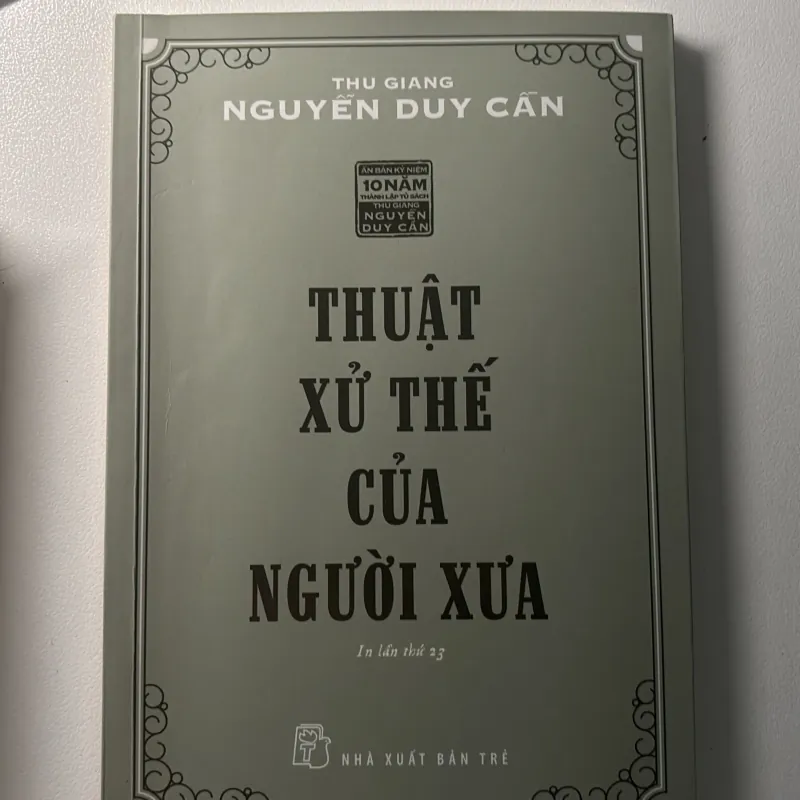 THU GIANG
NGUYỄN DUY CẦN
ẤN BẢN KỶ NIỆM
10 NĂM
THÀNH LẬP TỦ SÁCH
THU GIANG
NGUYỄN
DUY CẦN
THUẬT
XỬ THẾ
CỦA
NGƯỜI XƯA
In lần thứ 23
NHÀ XUẤT BẢN TRẺ